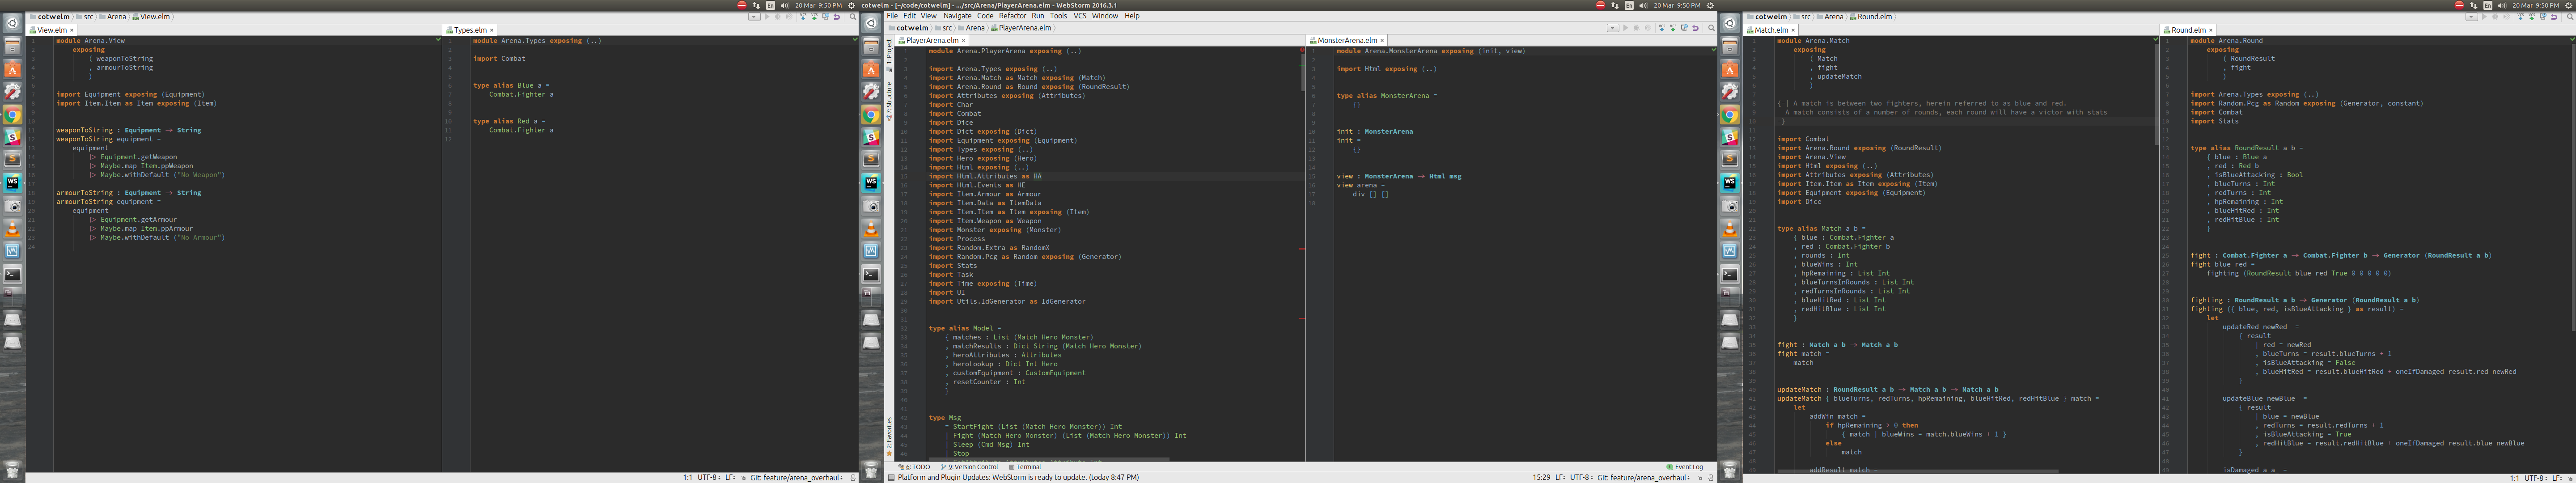 cotwelm src Arena View.elm
View.elm ×
module Arena.View
exposing
( weaponToString
, armourToString
)
import Equipment exposing (Equipment)
import Item.Item as Item exposing (Item)
weaponToString : Equipment → String
weaponToString equipment =
equipment
▷ Equipment.getWeapon
▷ Maybe.map Item.ppWeapon
▷ Maybe.withDefault ("No Weapon")
armourToString : Equipment → String
armourToString equipment =
equipment
▷ Equipment.getArmour
▷ Maybe.map Item.ppArmour
▷ Maybe.withDefault ("No Armour")
Types.elm ×
module Arena.Types exposing (..)
import Combat
type alias Blue a =
Combat.Fighter a
type alias Red a =
Combat.Fighter a
En 20 Mar 9:50 PM
1:1 UTF-8 LF Git: feature/arena_overhaul
cotwelm - [~/code/cotwelm] - .../src/Arena/PlayerArena.elm - WebStorm 2016.3.1
En 20 Mar 9:50 PM
File Edit View Navigate Code Refactor Run Tools VCS Window Help
cotwelm src Arena PlayerArena.elm
1: Project
7: Structure
2: Favorites
PlayerArena.elm ×
module Arena.PlayerArena exposing (..)
import Arena.Types exposing (..)
import Arena.Match as Match exposing (Match)
import Arena.Round as Round exposing (RoundResult)
import Attributes exposing (Attributes)
import Char
import Combat
import Dice
import Dict exposing (Dict)
import Equipment exposing (Equipment)
import Types exposing (..)
import Hero exposing (Hero)
import Html exposing (..)
import Html.Attributes as HA
import Html.Events as HE
import Item.Armour as Armour
import Item.Data as ItemData
import Item.Item as Item exposing (Item)
import Item.Weapon as Weapon
import Monster exposing (Monster)
import Process
import Random.Extra as RandomX
import Random.Pcg as Random exposing (Generator)
import Stats
import Task
import Time exposing (Time)
import UI
import Utils.IdGenerator as IdGenerator
type alias Model =
{ matches : List (Match Hero Monster)
, matchResults : Dict String (Match Hero Monster)
, heroAttributes : Attributes
, heroLookup : Dict Int Hero
, customEquipment : CustomEquipment
, resetCounter : Int
}
type Msg
= StartFight (List (Match Hero Monster)) Int
| Fight (Match Hero Monster) (List (Match Hero Monster)) Int
| Sleep (Cmd Msg) Int
| Stop
MonsterArena.elm ×
module Arena.MonsterArena exposing (init, view)
import Html exposing (..)
type alias MonsterArena =
{}
init : MonsterArena
init =
{}
view : MonsterArena → Html msg
view arena =
div [] []
6: TODO 9: Version Control Terminal Event Log
Platform and Plugin Updates: WebStorm is ready to update. (today 8:47 PM)
15:29 LF UTF-8 Git: feature/arena_overhaul
En 20 Mar 9:50 PM
cotwelm src Arena Round.elm
Match.elm ×
module Arena.Match
exposing
( Match
, fight
, updateMatch
)
{-| A match is between two fighters, herein referred to as blue and red.
A match consists of a number of rounds, each round will have a victor with stats
-}
import Combat
import Arena.Round exposing (RoundResult)
import Arena.View
import Html exposing (..)
import Attributes exposing (Attributes)
import Item.Item as Item exposing (Item)
import Equipment exposing (Equipment)
import Dice
type alias Match a b =
{ blue : Combat.Fighter a
, red : Combat.Fighter b
, rounds : Int
, blueWins : Int
, hpRemaining : List Int
, blueTurnsInRounds : List Int
, redTurnsInRounds : List Int
, blueHitRed : List Int
, redHitBlue : List Int
}
fight : Match a b → Match a b
fight match =
match
updateMatch : RoundResult a b → Match a b → Match a b
updateMatch { blueTurns, redTurns, hpRemaining, blueHitRed, redHitBlue } match =
let
addWin match =
if hpRemaining > 0 then
{ match | blueWins = match.blueWins + 1 }
else
match
addResult match =
Round.elm ×
module Arena.Round
exposing
( RoundResult
, fight
)
import Arena.Types exposing (..)
import Random.Pcg as Random exposing (Generator, constant)
import Combat
import Stats
type alias RoundResult a b =
{ blue : Blue a
, red : Red b
, isBlueAttacking : Bool
, blueTurns : Int
, redTurns : Int
, hpRemaining : Int
, blueHitRed : Int
, redHitBlue : Int
}
fight : Combat.Fighter a → Combat.Fighter b → Generator (RoundResult a b)
fight blue red =
fighting (RoundResult blue red True 0 0 0 0 0)
fighting : RoundResult a b → Generator (RoundResult a b)
fighting ({ blue, red, isBlueAttacking } as result) =
let
updateRed newRed =
{ result
| red = newRed
, blueTurns = result.blueTurns + 1
, isBlueAttacking = False
, blueHitRed = result.blueHitRed + oneIfDamaged result.red newRed
}
updateBlue newBlue =
{ result
| blue = newBlue
, redTurns = result.redTurns + 1
, isBlueAttacking = True
, redHitBlue = result.redHitBlue + oneIfDamaged result.blue newBlue
}
isDamaged a a_ =
1:1 UTF-8 LF Git: feature/arena_overhaul